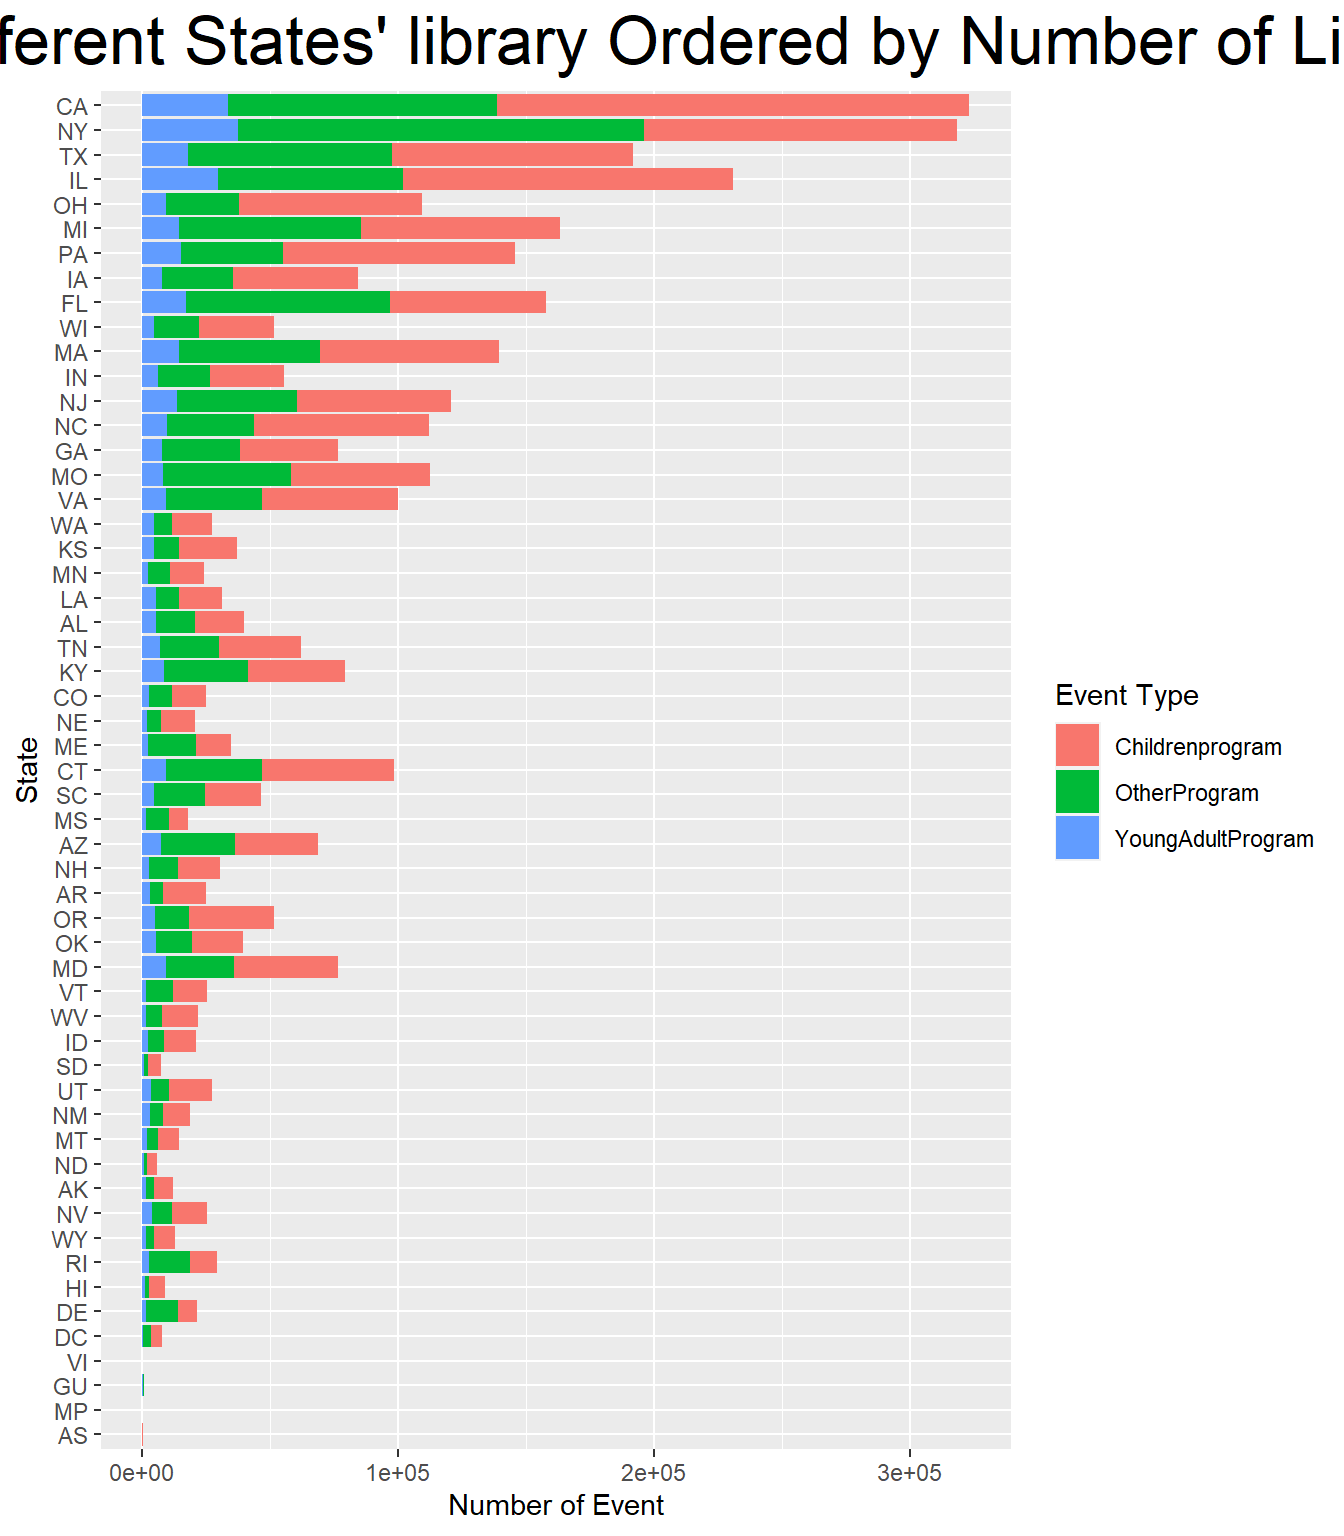 ferent States' library Ordered by Number of Li
CA
NY
TX
IL
OH
MI
PA
IA
FL
WI
MA
IN
NJ
NC
GA
MO
VA
WA
KS
MN
LA
AL
TN
KY
CO
NE
ME
CT
SC
MS
AZ
NH
AR
OR
OK
MD
VT
WV
ID
SD
UT
NM
MT
ND
AK
NV
WY
RI
HI
DE
DC
VI
GU
MP
AS
State
0e+00 1e+05 2e+05 3e+05
Number of Event
Event Type
Childrenprogram
OtherProgram
YoungAdultProgram